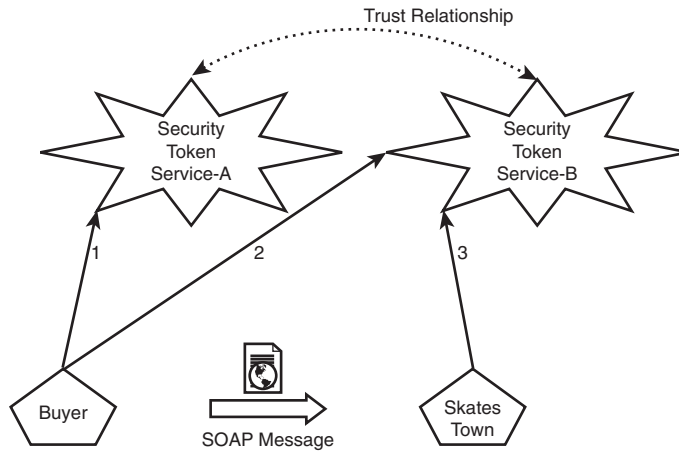 Trust Relationship
Security
Token
Service-A
Security
Token
Service-B
1
2
3
Buyer
SOAP Message
Skates
Town